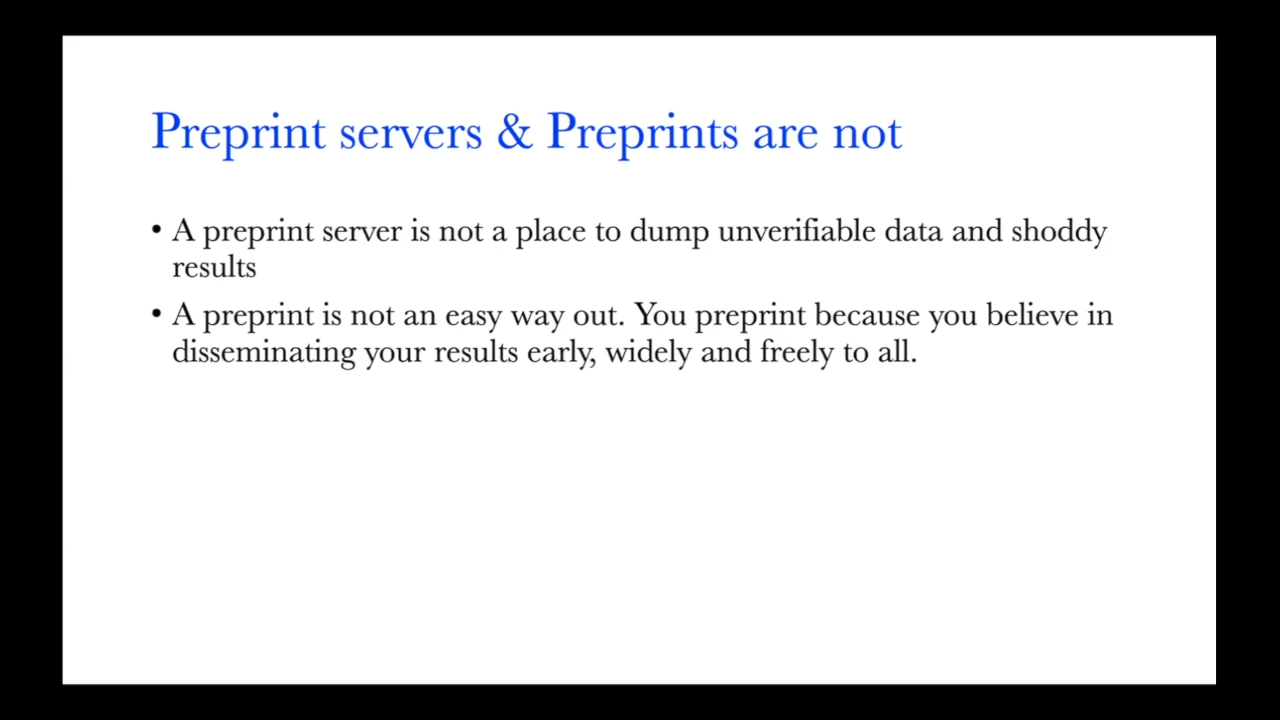 Preprint servers & Preprints are not
• A preprint server is not a place to dump unverifiable data and shoddy
results
• A preprint is not an easy way out. You preprint because you believe in
disseminating your results early, widely and freely to all.